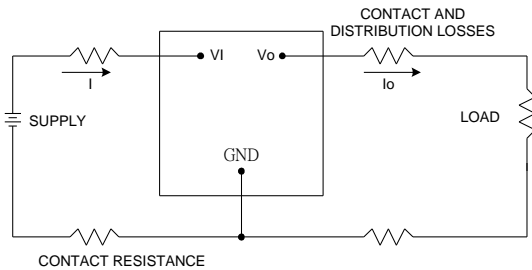 CONTACT AND
DISTRIBUTION LOSSES
VI
Vo
I
Io
SUPPLY
LOAD
GND
CONTACT RESISTANCE